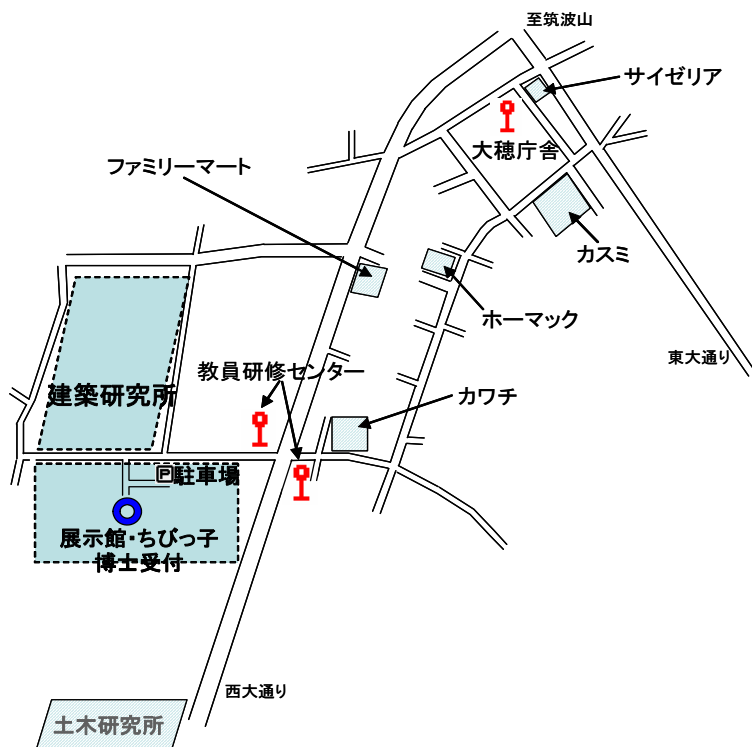 至筑波山
サイゼリア
大穂庁舎
ファミリーマート
カスミ
ホーマック
東大通り
教員研修センター
建築研究所
カワチ
P駐車場
展示館・ちびっ子
博士受付
西大通り
土木研究所